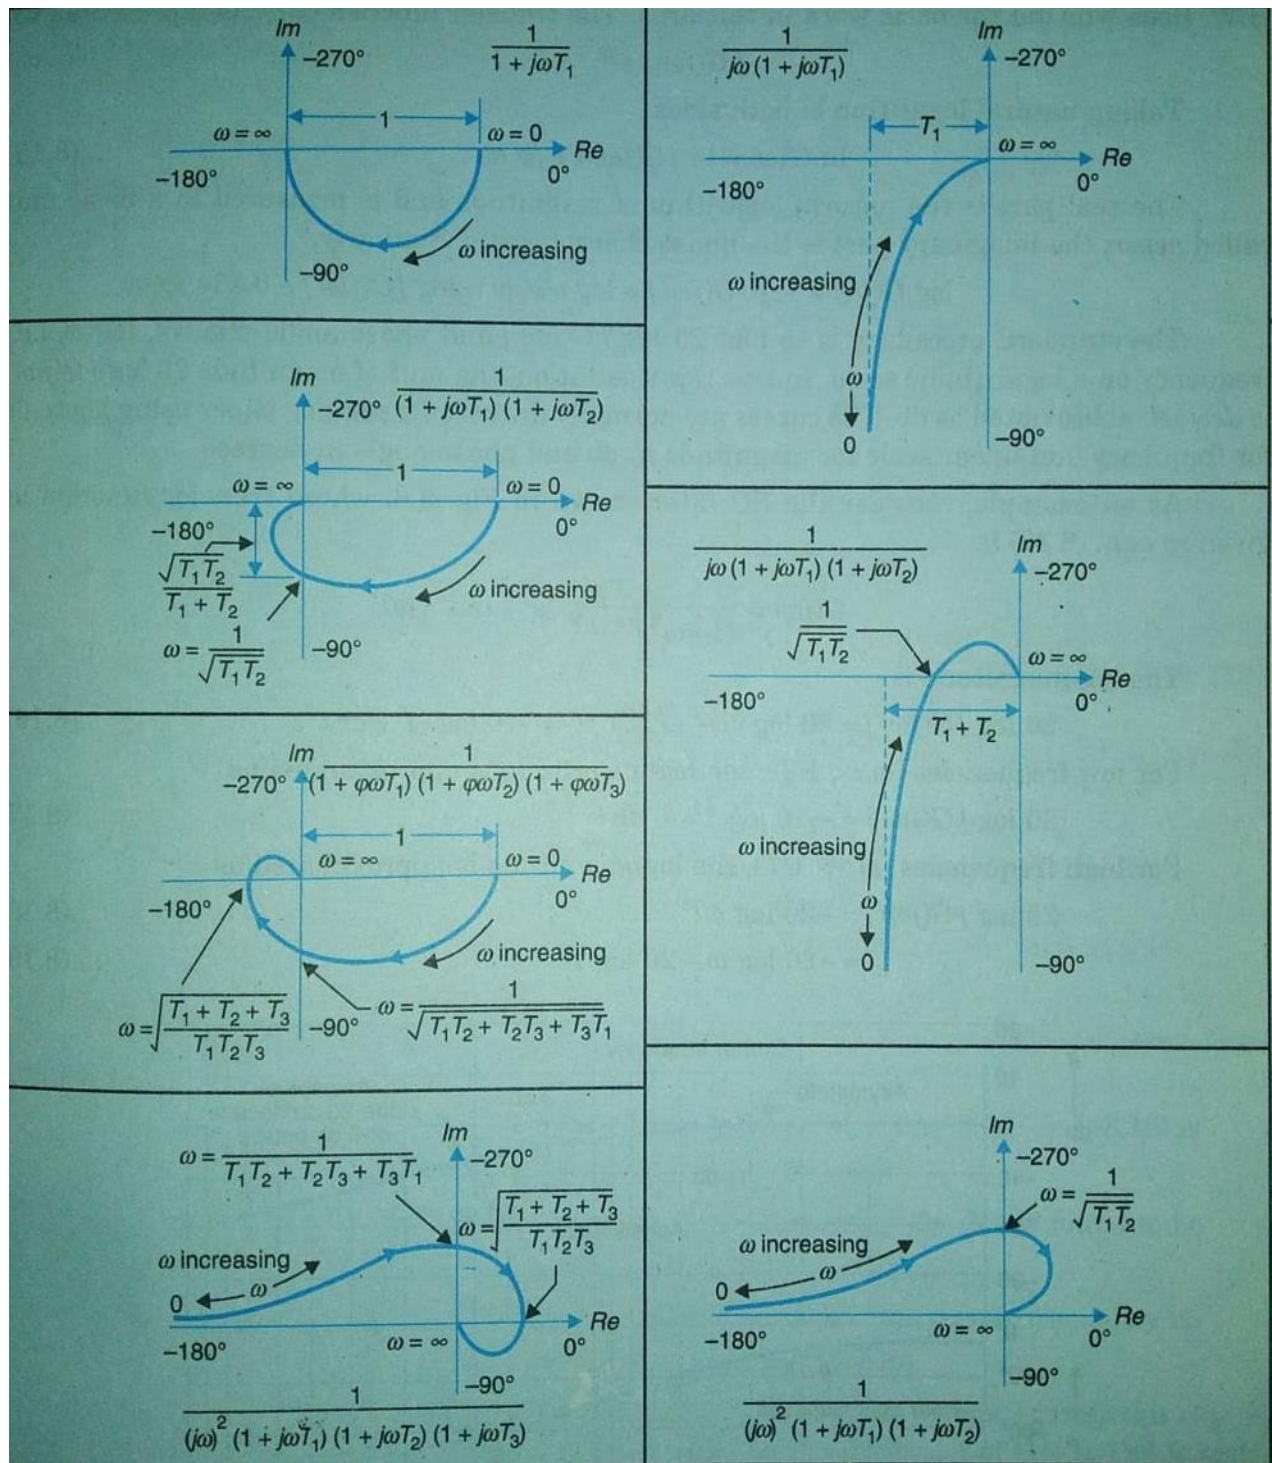 Im
−270°
1 / (1 + jωT₁)
1
ω = ∞
ω = 0
Re
−180°
0°
ω increasing
−90°
Im
−270°
1 / ((1 + jωT₁) (1 + jωT₂))
1
ω = ∞
ω = 0
Re
0°
−180°
√(T₁T₂) / (T₁ + T₂)
ω increasing
ω = 1 / √(T₁T₂)
−90°
Im
−270°
1 / ((1 + φωT₁) (1 + φωT₂) (1 + φωT₃))
1
ω = ∞
ω = 0
Re
0°
−180°
ω increasing
ω = √((T₁ + T₂ + T₃) / (T₁T₂T₃))
−90°
ω = 1 / √(T₁T₂ + T₂T₃ + T₃T₁)
Im
ω = 1 / (T₁T₂ + T₂T₃ + T₃T₁)
−270°
ω = √((T₁ + T₂ + T₃) / (T₁T₂T₃))
ω increasing
ω
0
Re
−180°
ω = ∞
0°
−90°
1 / ((jω)² (1 + jωT₁) (1 + jωT₂) (1 + jωT₃))
1 / (jω (1 + jωT₁))
Im
−270°
T₁
ω = ∞
Re
−180°
0°
ω increasing
ω
0
−90°
1 / (jω (1 + jωT₁) (1 + jωT₂))
Im
−270°
1 / √(T₁T₂)
ω = ∞
Re
−180°
0°
T₁ + T₂
ω increasing
ω
0
−90°
Im
−270°
ω = 1 / √(T₁T₂)
ω increasing
ω
0
Re
−180°
ω = ∞
0°
−90°
1 / ((jω)² (1 + jωT₁) (1 + jωT₂))